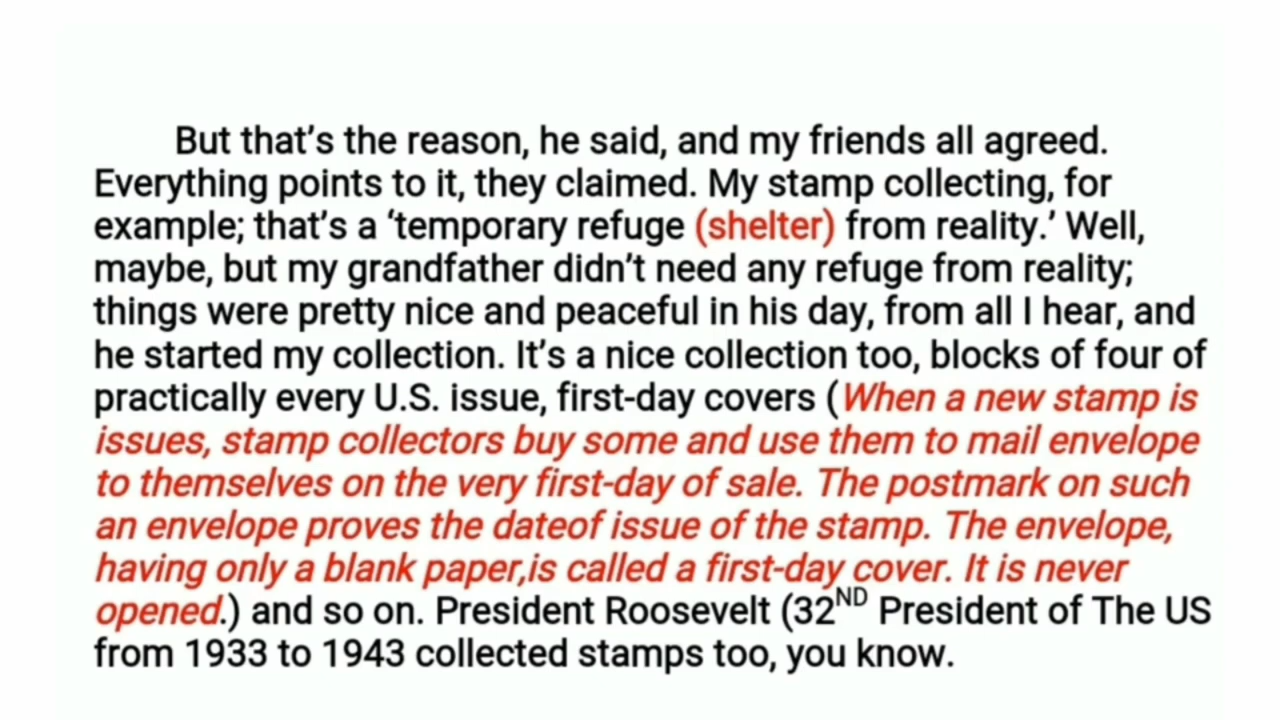 But that's the reason, he said, and my friends all agreed.
Everything points to it, they claimed. My stamp collecting, for
example; that's a ‘temporary refuge (shelter) from reality.’ Well,
maybe, but my grandfather didn't need any refuge from reality;
things were pretty nice and peaceful in his day, from all I hear, and
he started my collection. It's a nice collection too, blocks of four of
practically every U.S. issue, first-day covers (When a new stamp is
issues, stamp collectors buy some and use them to mail envelope
to themselves on the very first-day of sale. The postmark on such
an envelope proves the dateof issue of the stamp. The envelope,
having only a blank paper,is called a first-day cover. It is never
opened.) and so on. President Roosevelt (32ND President of The US
from 1933 to 1943 collected stamps too, you know.